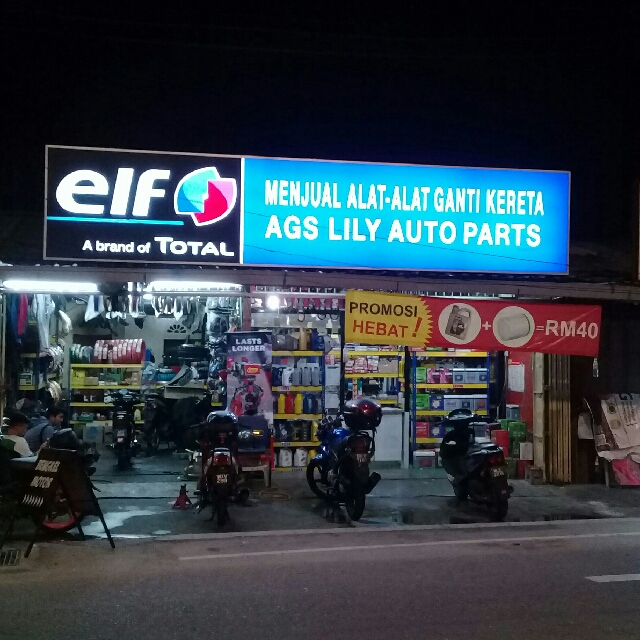 elf
A brand of TOTAL
MENJUAL ALAT-ALAT GANTI KERETA
AGS LILY AUTO PARTS
PROMOSI
HEBAT!
+
=RM40
LASTS
LONGER